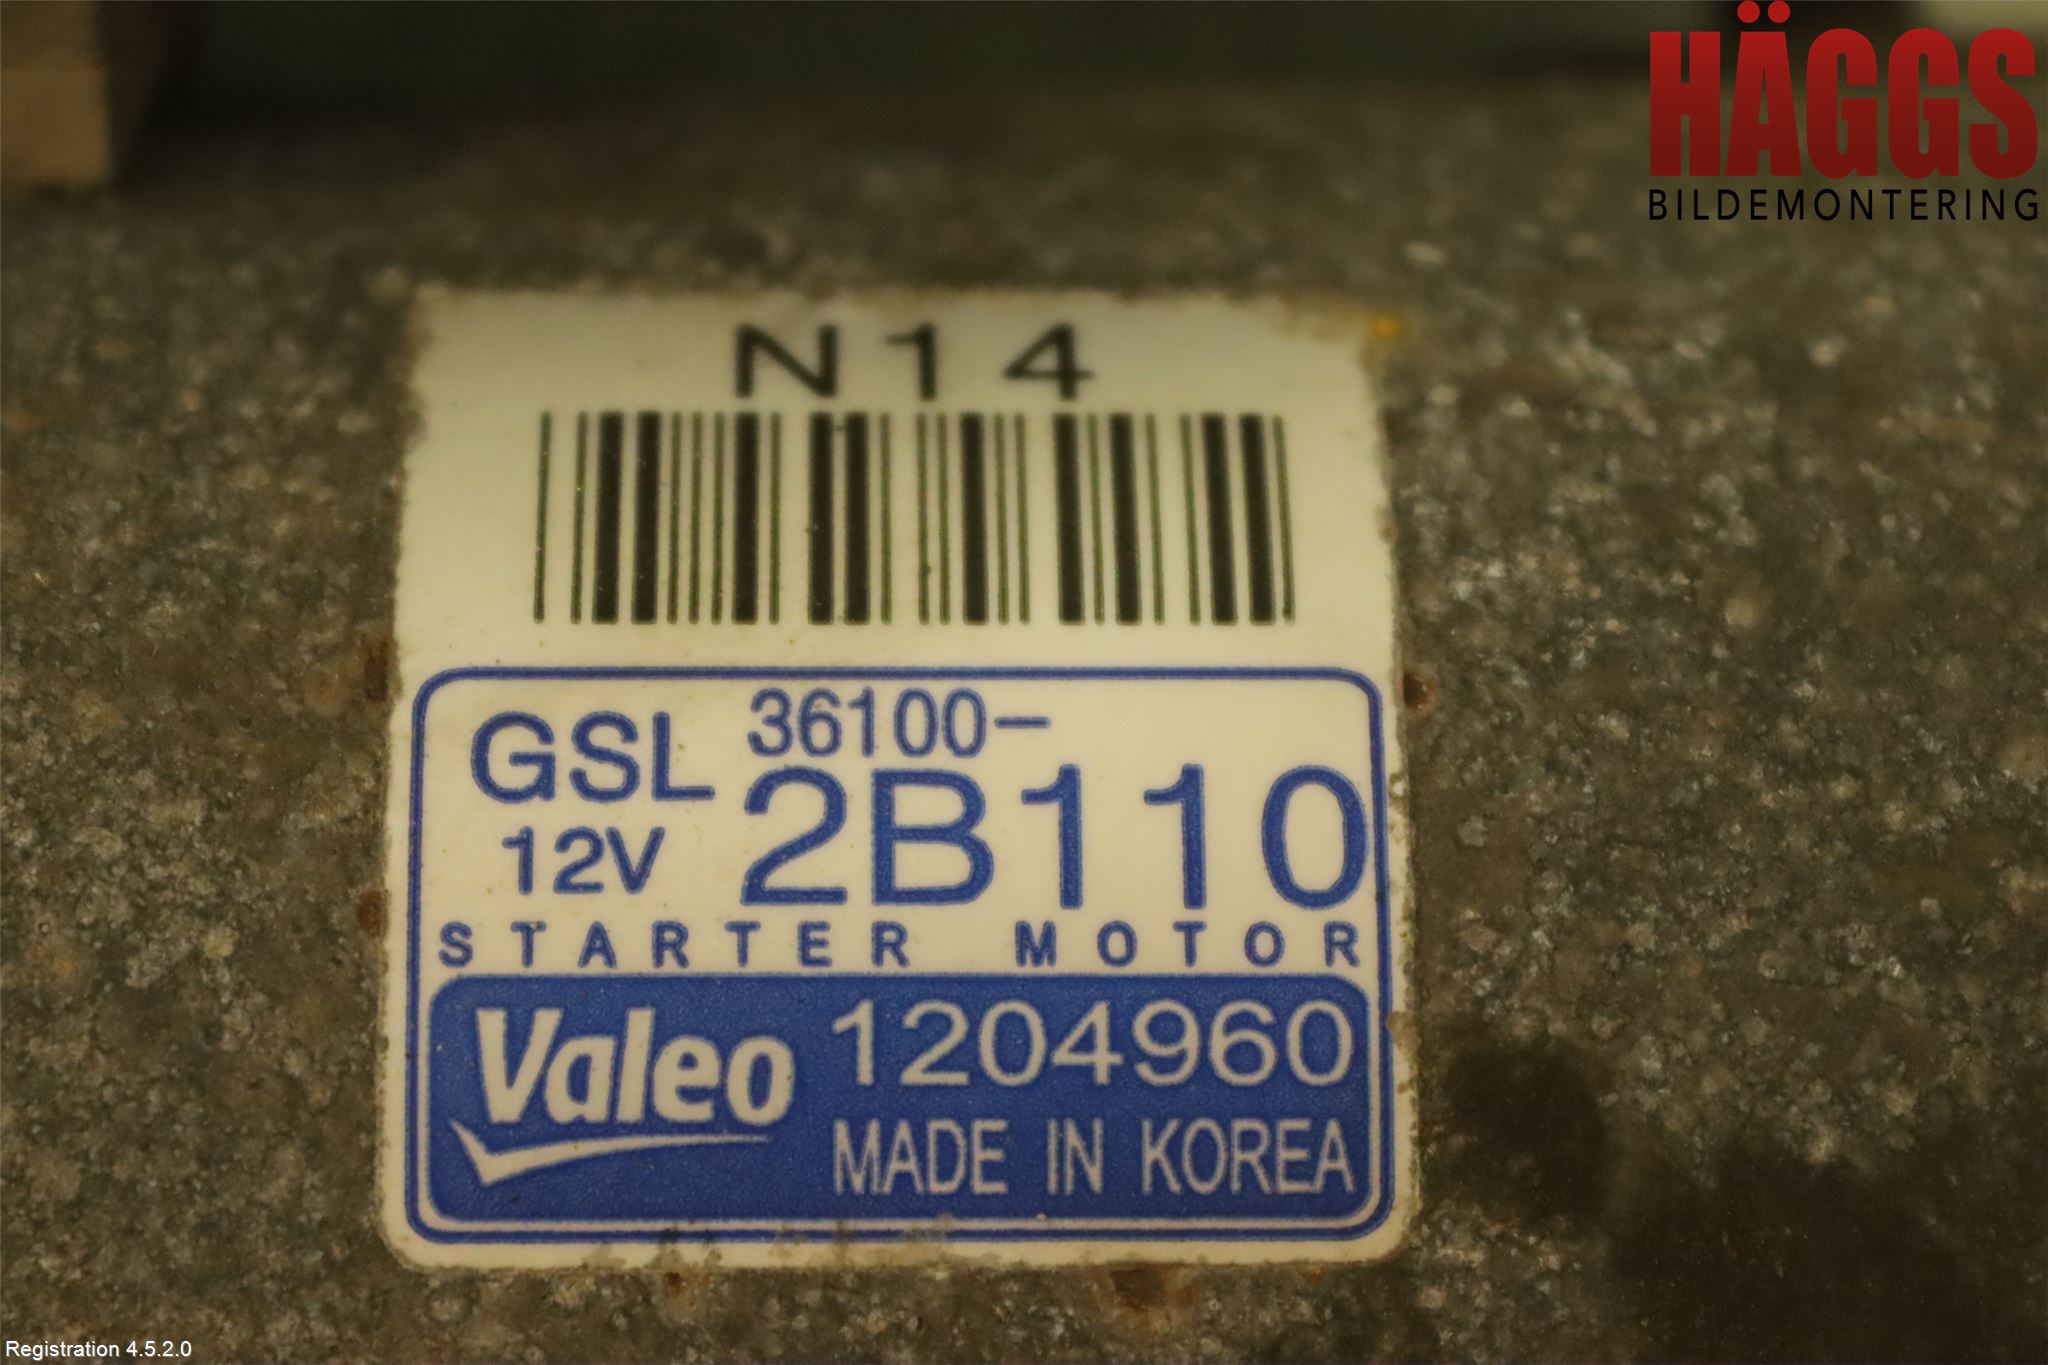 HÄGGS
BILDEMONTERING
N14
GSL 36100-
12V 2B110
STARTER MOTOR
Valeo 1204960
MADE IN KOREA
Registration 4.5.2.0